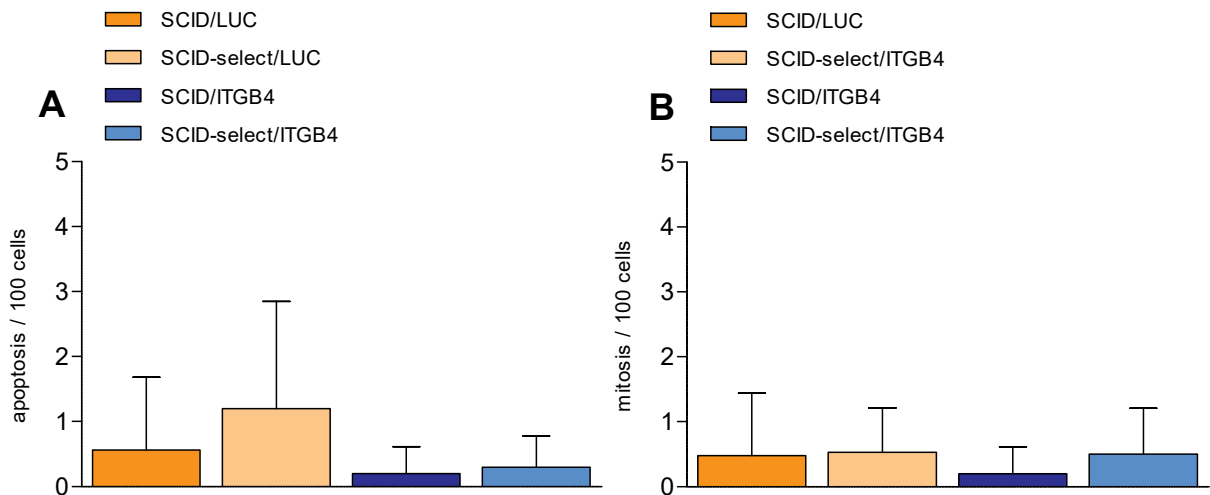 A
SCID/LUC
SCID-select/LUC
SCID/ITGB4
SCID-select/ITGB4
apoptosis / 100 cells
5
4
3
2
1
0
B
SCID/LUC
SCID-select/ITGB4
SCID/ITGB4
SCID-select/ITGB4
mitosis / 100 cells
5
4
3
2
1
0